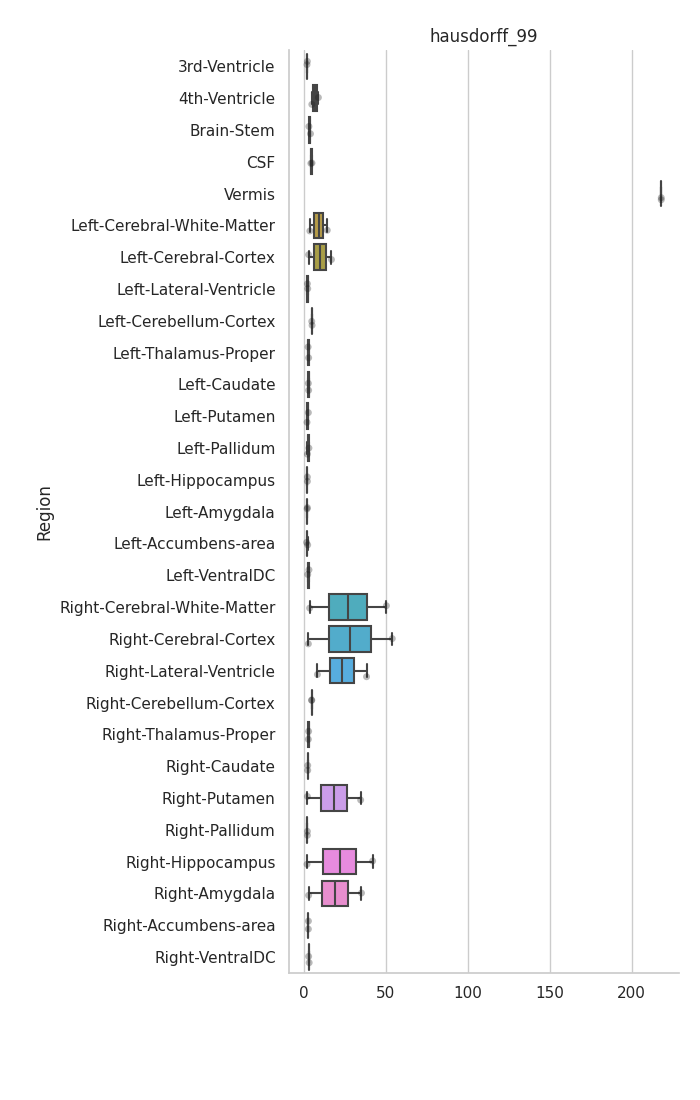 hausdorff_99
3rd-Ventricle
4th-Ventricle
Brain-Stem
CSF
Vermis
Left-Cerebral-White-Matter
Left-Cerebral-Cortex
Left-Lateral-Ventricle
Left-Cerebellum-Cortex
Left-Thalamus-Proper
Left-Caudate
Left-Putamen
Left-Pallidum
Left-Hippocampus
Left-Amygdala
Left-Accumbens-area
Left-VentralDC
Right-Cerebral-White-Matter
Right-Cerebral-Cortex
Right-Lateral-Ventricle
Right-Cerebellum-Cortex
Right-Thalamus-Proper
Right-Caudate
Right-Putamen
Right-Pallidum
Right-Hippocampus
Right-Amygdala
Right-Accumbens-area
Right-VentralDC
Region
0 50 100 150 200